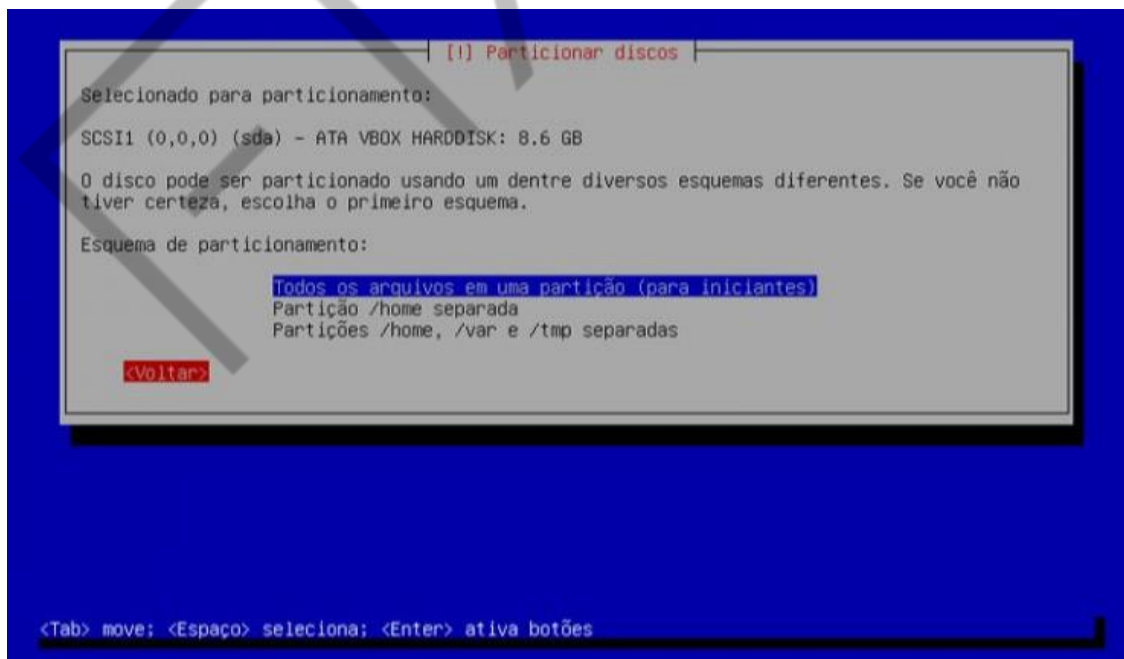 [!] Particionar discos
Selecionado para particionamento:
SCSI1 (0,0,0) (sda) - ATA VBOX HARDDISK: 8.6 GB
O disco pode ser particionado usando um dentre diversos esquemas diferentes. Se você não
tiver certeza, escolha o primeiro esquema.
Esquema de particionamento:
Todos os arquivos em uma partição (para iniciantes)
Partição /home separada
Partições /home, /var e /tmp separadas
<Voltar>
<Tab> move; <Espaço> seleciona; <Enter> ativa botões